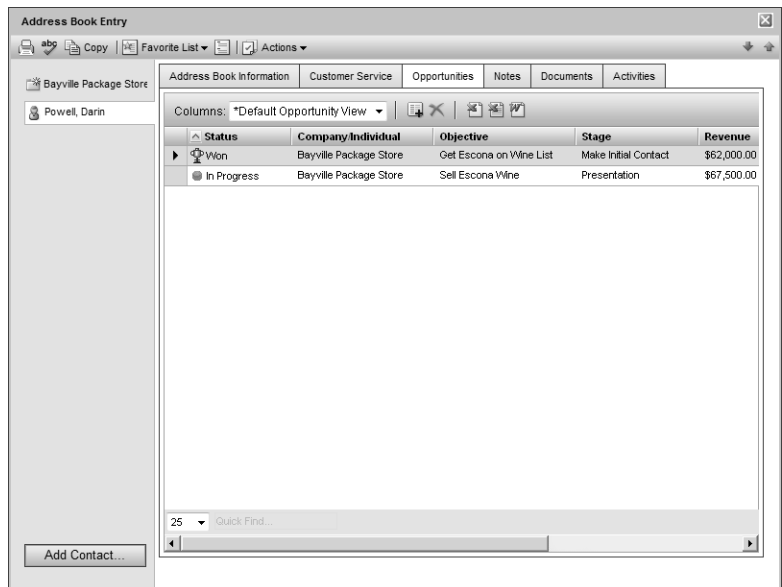 Address Book Entry
abc Copy Favorite List Actions
Bayville Package Store
Powell, Darin
Address Book Information Customer Service Opportunities Notes Documents Activities
Columns: *Default Opportunity View
Status Company/Individual Objective Stage Revenue
Won Bayville Package Store Get Escona on Wine List Make Initial Contact $62,000.00
In Progress Bayville Package Store Sell Escona Wine Presentation $67,500.00
25 Quick Find...
Add Contact...